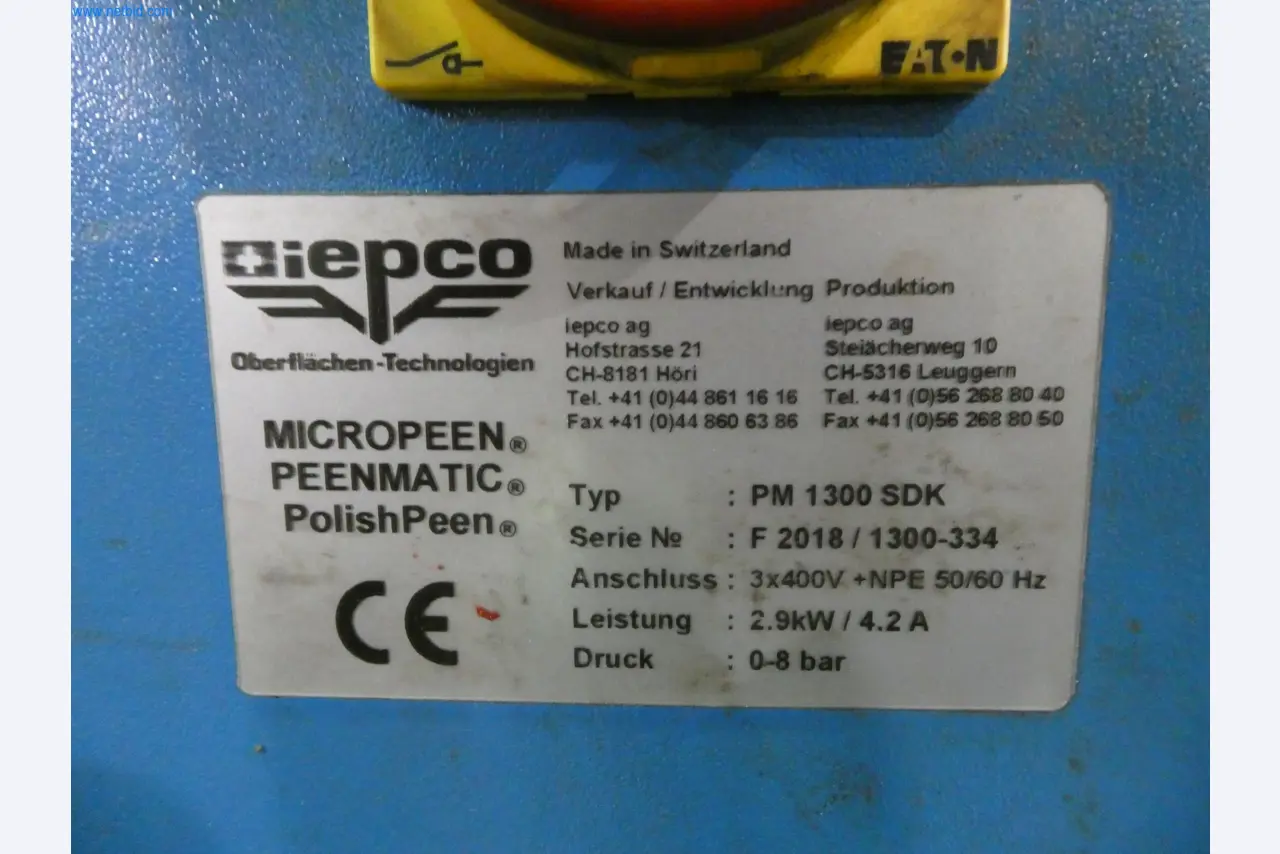 www.netbid.com
EATON
iepco
Oberflächen-Technologien
MICROPEEN®
PEENMATIC®
PolishPeen®
CE
Made in Switzerland
Verkauf / Entwicklung
iepco ag
Hofstrasse 21
CH-8181 Höri
Tel. +41 (0)44 861 16 16
Fax +41 (0)44 860 63 86
Produktion
iepco ag
Steiächerweg 10
CH-5316 Leuggern
Tel. +41 (0)56 268 80 40
Fax +41 (0)56 268 80 50
Typ : PM 1300 SDK
Serie № : F 2018 / 1300-334
Anschluss : 3x400V +NPE 50/60 Hz
Leistung : 2.9kW / 4.2 A
Druck : 0-8 bar